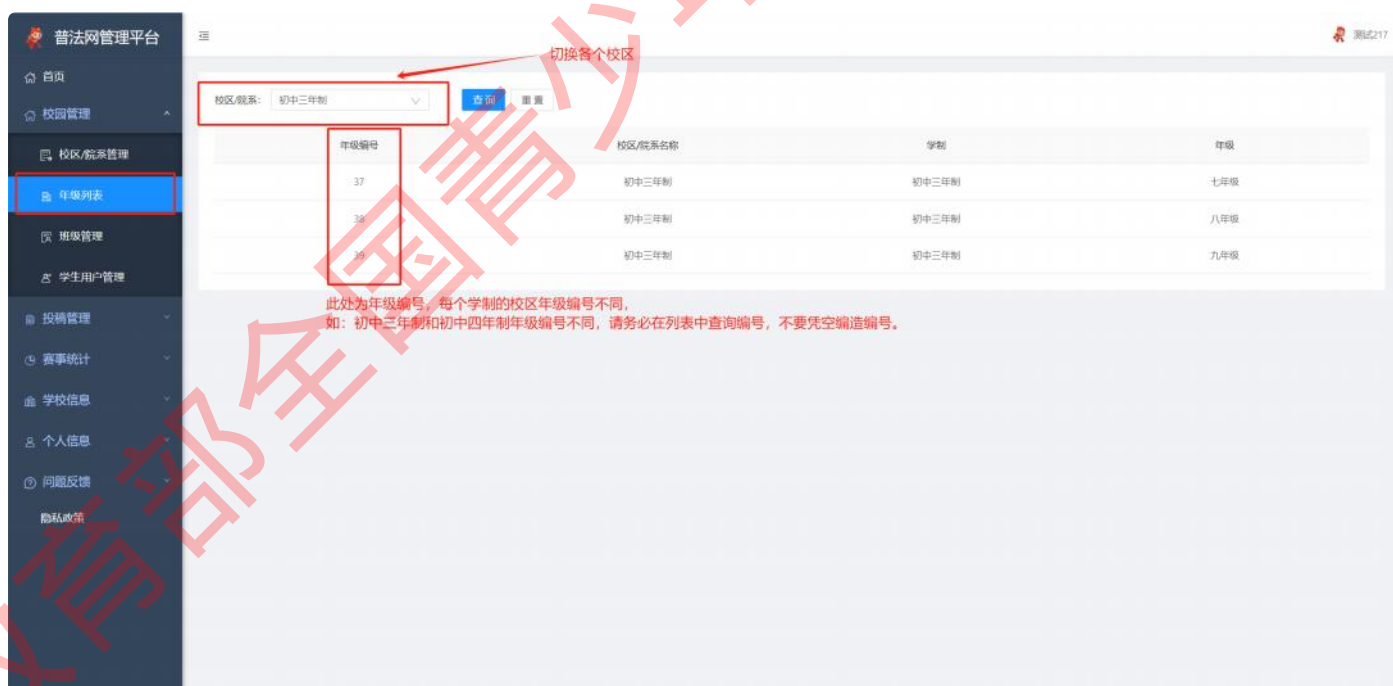 普法网管理平台
测试217
切换各个校区
首页
校园管理
校区/院系管理
年级列表
班级管理
学生用户管理
投稿管理
赛事统计
学校信息
个人信息
问题反馈
隐私政策
校区/院系: 初中三年制 查询 重置
年级编号 校区/院系名称 学制 年级
37 初中三年制 初中三年制 七年级
38 初中三年制 初中三年制 八年级
39 初中三年制 初中三年制 九年级
此处为年级编号，每个学制的校区年级编号不同，
如：初中三年制和初中四年制年级编号不同，请务必在列表中查询编号，不要凭空编造编号。
教育部全国青少